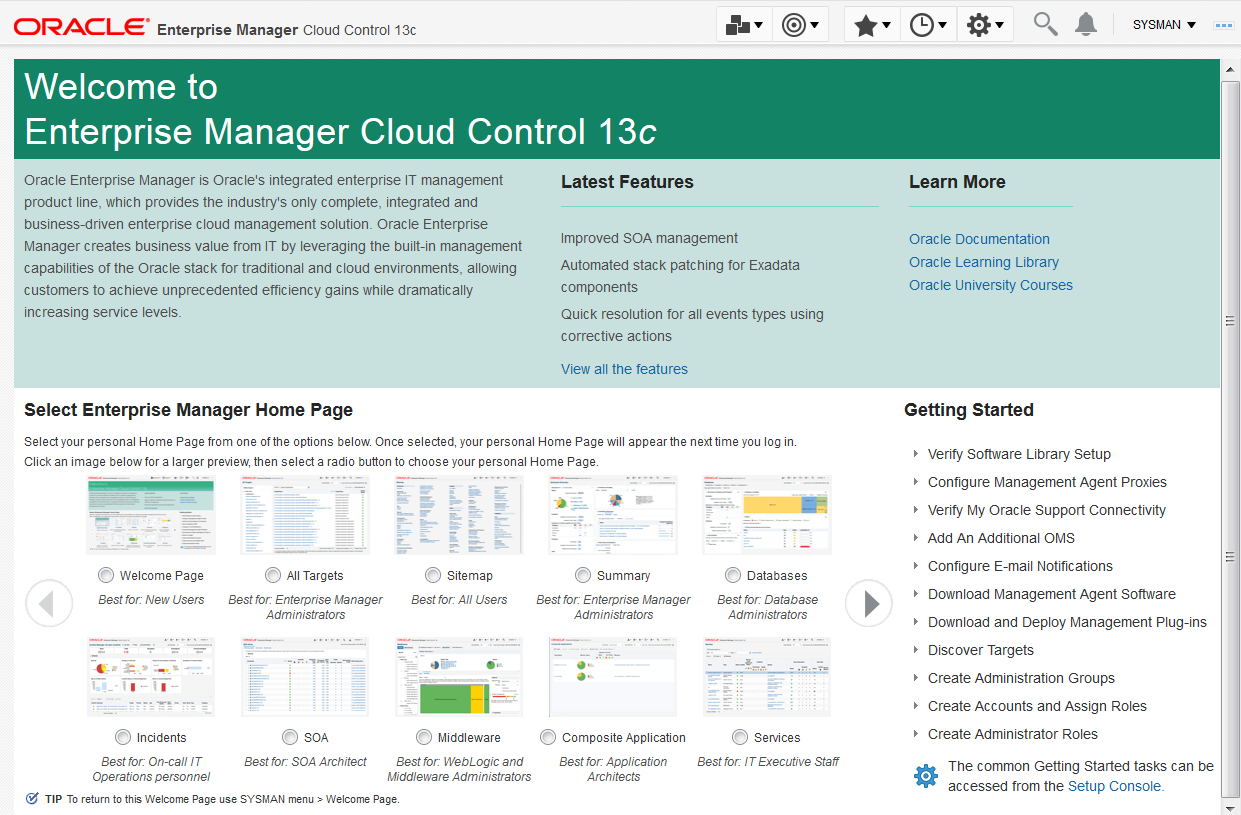 ORACLE® Enterprise Manager Cloud Control 13c
SYSMAN
Welcome to
Enterprise Manager Cloud Control 13c
Oracle Enterprise Manager is Oracle's integrated enterprise IT management
product line, which provides the industry's only complete, integrated and
business-driven enterprise cloud management solution. Oracle Enterprise
Manager creates business value from IT by leveraging the built-in management
capabilities of the Oracle stack for traditional and cloud environments, allowing
customers to achieve unprecedented efficiency gains while dramatically
increasing service levels.
Latest Features
Improved SOA management
Automated stack patching for Exadata
components
Quick resolution for all events types using
corrective actions
View all the features
Learn More
Oracle Documentation
Oracle Learning Library
Oracle University Courses
Select Enterprise Manager Home Page
Select your personal Home Page from one of the options below. Once selected, your personal Home Page will appear the next time you log in.
Click an image below for a larger preview, then select a radio button to choose your personal Home Page.
Welcome Page
Best for: New Users
All Targets
Best for: Enterprise Manager
Administrators
Sitemap
Best for: All Users
Summary
Best for: Enterprise Manager
Administrators
Databases
Best for: Database
Administrators
Incidents
Best for: On-call IT
Operations personnel
SOA
Best for: SOA Architect
Middleware
Best for: WebLogic and
Middleware Administrators
Composite Application
Best for: Application
Architects
Services
Best for: IT Executive Staff
TIP To return to this Welcome Page use SYSMAN menu > Welcome Page.
Getting Started
Verify Software Library Setup
Configure Management Agent Proxies
Verify My Oracle Support Connectivity
Add An Additional OMS
Configure E-mail Notifications
Download Management Agent Software
Download and Deploy Management Plug-ins
Discover Targets
Create Administration Groups
Create Accounts and Assign Roles
Create Administrator Roles
The common Getting Started tasks can be
accessed from the Setup Console.